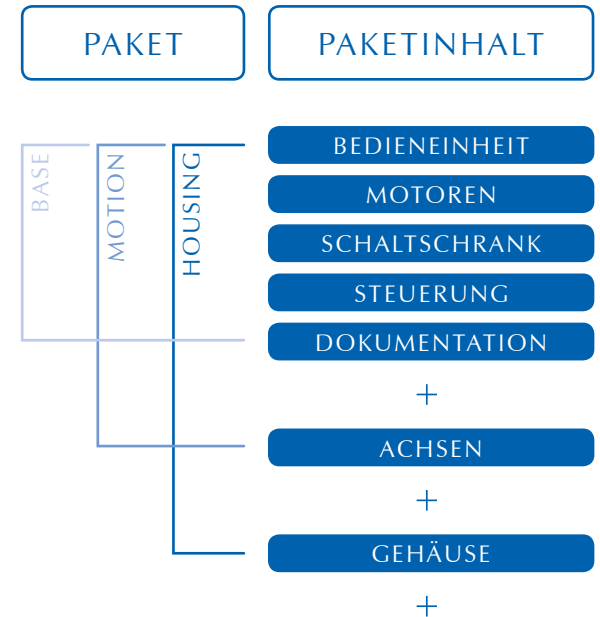 PAKET
PAKETINHALT
BASE
MOTION
HOUSING
BEDIENEINHEIT
MOTOREN
SCHALTSCHRANK
STEUERUNG
DOKUMENTATION
+
ACHSEN
+
GEHÄUSE
+